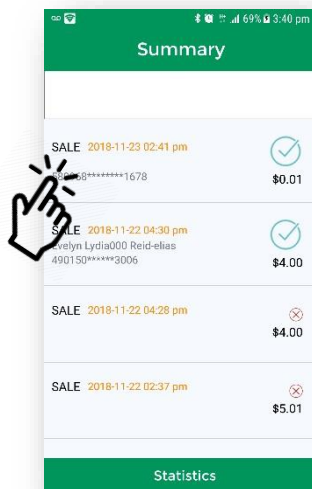 69% 3:40 pm
Summary
SALE 2018-11-23 02:41 pm
********1678
$0.01
SALE 2018-11-22 04:30 pm
Evelyn Lydia000 Reid-elias
490150******3006
$4.00
SALE 2018-11-22 04:28 pm
$4.00
SALE 2018-11-22 02:37 pm
$5.01
Statistics